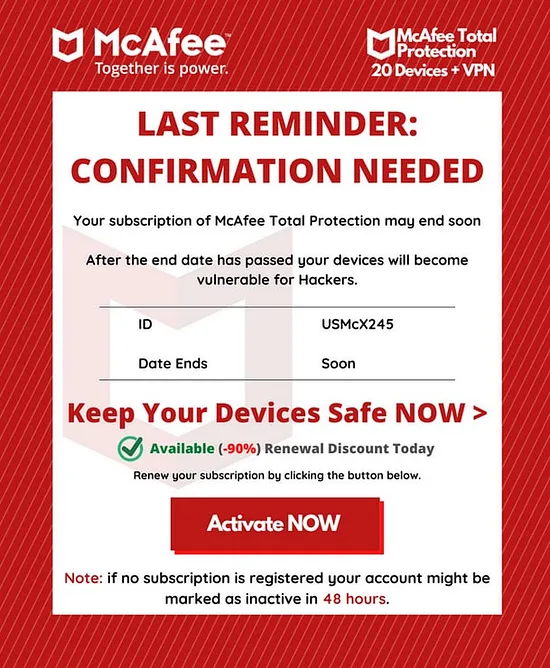 McAfee™
Together is power.
McAfee Total
Protection
20 Devices + VPN
LAST REMINDER:
CONFIRMATION NEEDED
Your subscription of McAfee Total Protection may end soon
After the end date has passed your devices will become
vulnerable for Hackers.
ID USMcX245
Date Ends Soon
Keep Your Devices Safe NOW >
Available (-90%) Renewal Discount Today
Renew your subscription by clicking the button below.
Activate NOW
Note: if no subscription is registered your account might be
marked as inactive in 48 hours.